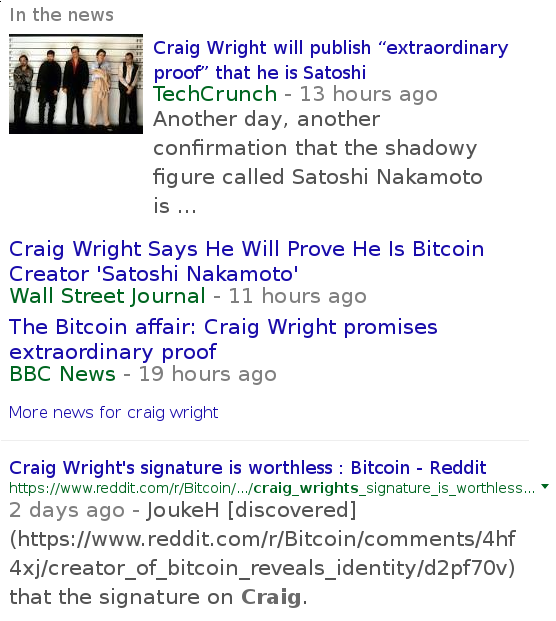 In the news
Craig Wright will publish “extraordinary
proof” that he is Satoshi
TechCrunch - 13 hours ago
Another day, another
confirmation that the shadowy
figure called Satoshi Nakamoto
is ...
Craig Wright Says He Will Prove He Is Bitcoin
Creator 'Satoshi Nakamoto'
Wall Street Journal - 11 hours ago
The Bitcoin affair: Craig Wright promises
extraordinary proof
BBC News - 19 hours ago
More news for craig wright
Craig Wright's signature is worthless : Bitcoin - Reddit
https://www.reddit.com/r/Bitcoin/.../craig_wrights_signature_is_worthless...
2 days ago - JoukeH [discovered]
(https://www.reddit.com/r/Bitcoin/comments/4hf
4xj/creator_of_bitcoin_reveals_identity/d2pf70v)
that the signature on Craig.